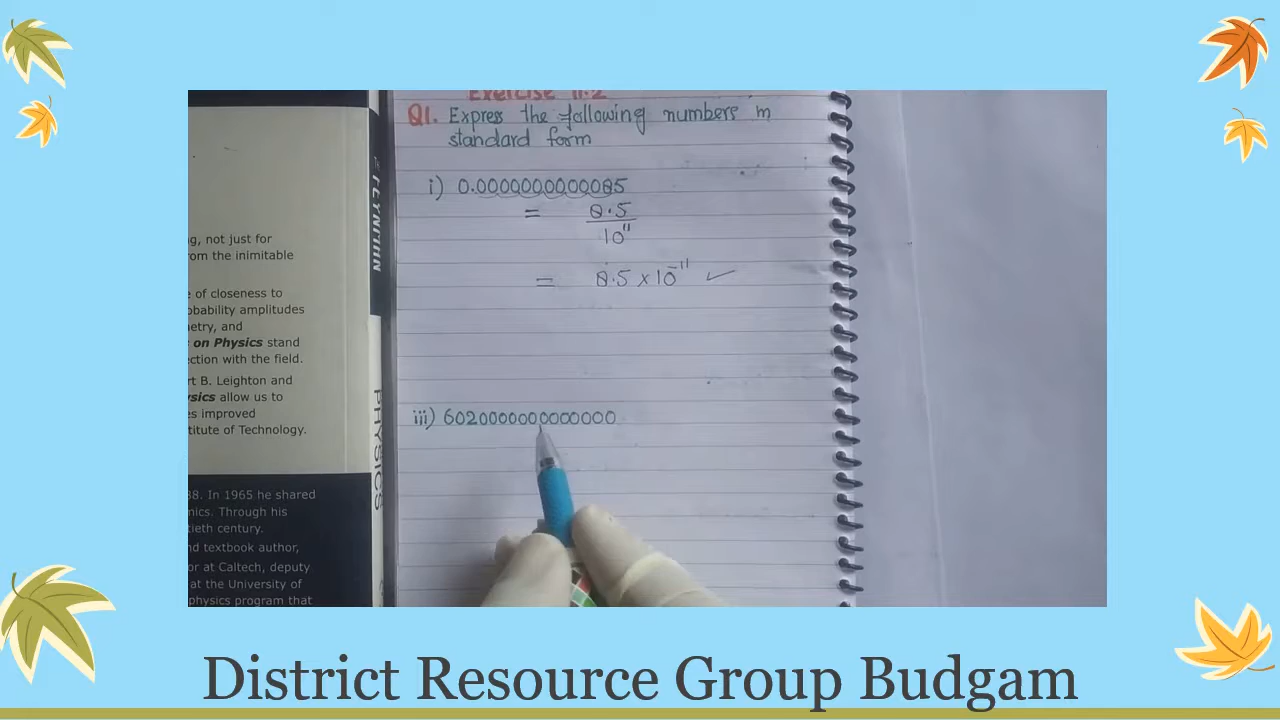 Exercise 11.2
Q1. Express the following numbers in
standard form
i) 0.0000000000085
= 8.5
10¹¹
= 8.5 × 10⁻¹¹ ✓
iii) 6020000000000000
FEYNMAN
PHYSICS
ng, not just for
rom the inimitable
e of closeness to
obability amplitudes
etry, and
on Physics stand
ection with the field.
rt B. Leighton and
ysics allow us to
es improved
titute of Technology.
38. In 1965 he shared
mics. Through his
tieth century.
nd textbook author,
or at Caltech, deputy
at the University of
physics program that
District Resource Group Budgam